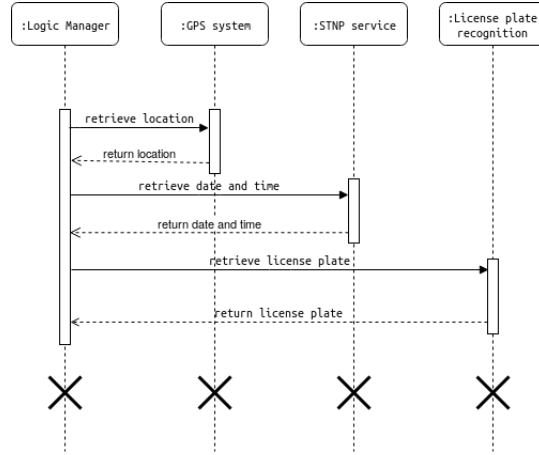 :Logic Manager
:GPS system
:STNP service
:License plate
recognition
retrieve location
return location
retrieve date and time
return date and time
retrieve license plate
return license plate